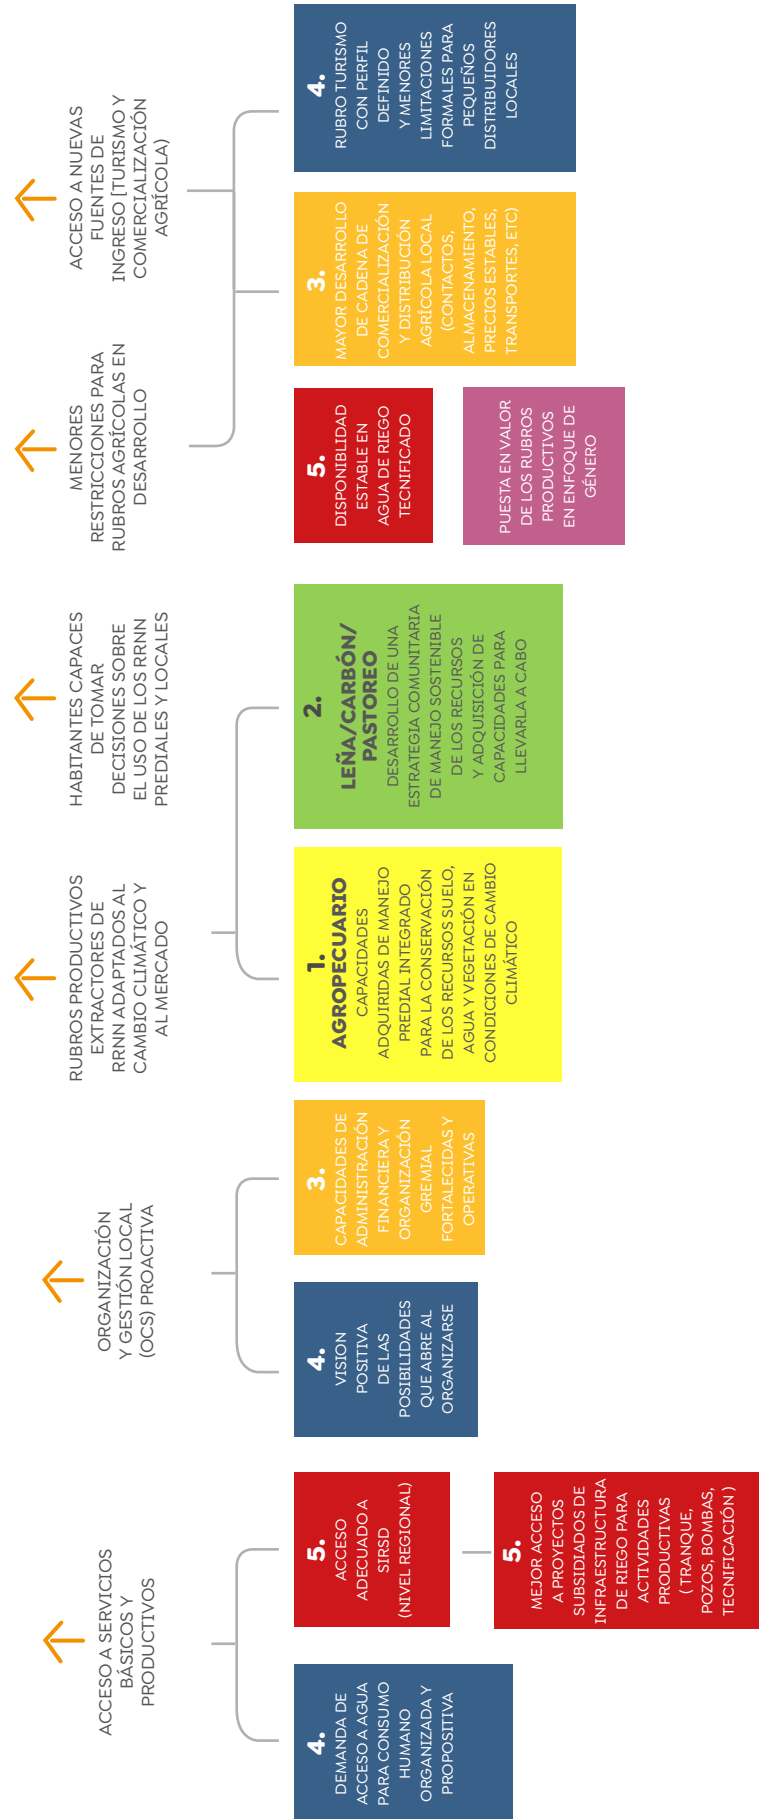 ACCESO A SERVICIOS
BÁSICOS Y
PRODUCTIVOS
ORGANIZACIÓN
Y GESTIÓN LOCAL
(OCS) PROACTIVA
RUBROS PRODUCTIVOS
EXTRACTORES DE
RRNN ADAPTADOS AL
CAMBIO CLIMÁTICO Y
AL MERCADO
HABITANTES CAPACES
DE TOMAR
DECISIONES SOBRE
EL USO DE LOS RRNN
PREDIALES Y LOCALES
MENORES
RESTRICCIONES PARA
RUBROS AGRÍCOLAS EN
DESARROLLO
ACCESO A NUEVAS
FUENTES DE
INGRESO [TURISMO Y
COMERCIALIZACIÓN
AGRÍCOLA)
4.
DEMANDA DE
ACCESO A AGUA
PARA CONSUMO
HUMANO
ORGANIZADA Y
PROPOSITIVA
5.
ACCESO
ADECUADO A
SIRSD
(NIVEL REGIONAL)
5.
MEJOR ACCESO
A PROYECTOS
SUBSIDIADOS DE
INFRAESTRUCTURA
DE RIEGO PARA
ACTIVIDADES
PRODUCTIVAS
( TRANQUE,
POZOS, BOMBAS,
TECNIFICACIÓN )
4.
VISION
POSITIVA
DE LAS
POSIBILIDADES
QUE ABRE AL
ORGANIZARSE
3.
CAPACIDADES DE
ADMINISTRACIÓN
FINANCIERA Y
ORGANIZACIÓN
GREMIAL
FORTALECIDAS Y
OPERATIVAS
1.
AGROPECUARIO
CAPACIDADES
ADQUIRIDAS DE MANEJO
PREDIAL INTEGRADO
PARA LA CONSERVACIÓN
DE LOS RECURSOS SUELO,
AGUA Y VEGETACIÓN EN
CONDICIONES DE CAMBIO
CLIMÁTICO
2.
LEÑA/CARBÓN/
PASTOREO
DESARROLLO DE UNA
ESTRATEGIA COMUNITARIA
DE MANEJO SOSTENIBLE
DE LOS RECURSOS
Y ADQUISICIÓN DE
CAPACIDADES PARA
LLEVARLA A CABO
5.
DISPONIBLIDAD
ESTABLE EN
AGUA DE RIEGO
TECNIFICADO
PUESTA EN VALOR
DE LOS RUBROS
PRODUCTIVOS
EN ENFOQUE DE
GÉNERO
3.
MAYOR DESARROLLO
DE CADENA DE
COMERCIALIZACIÓN
Y DISTRIBUCIÓN
AGRÍCOLA LOCAL
(CONTACTOS,
ALMACENAMIENTO,
PRECIOS ESTABLES,
TRANSPORTES, ETC)
4.
RUBRO TURISMO
CON PERFIL
DEFINIDO
Y MENORES
LIMITACIONES
FORMALES PARA
PEQUEÑOS
DISTRIBUIDORES
LOCALES